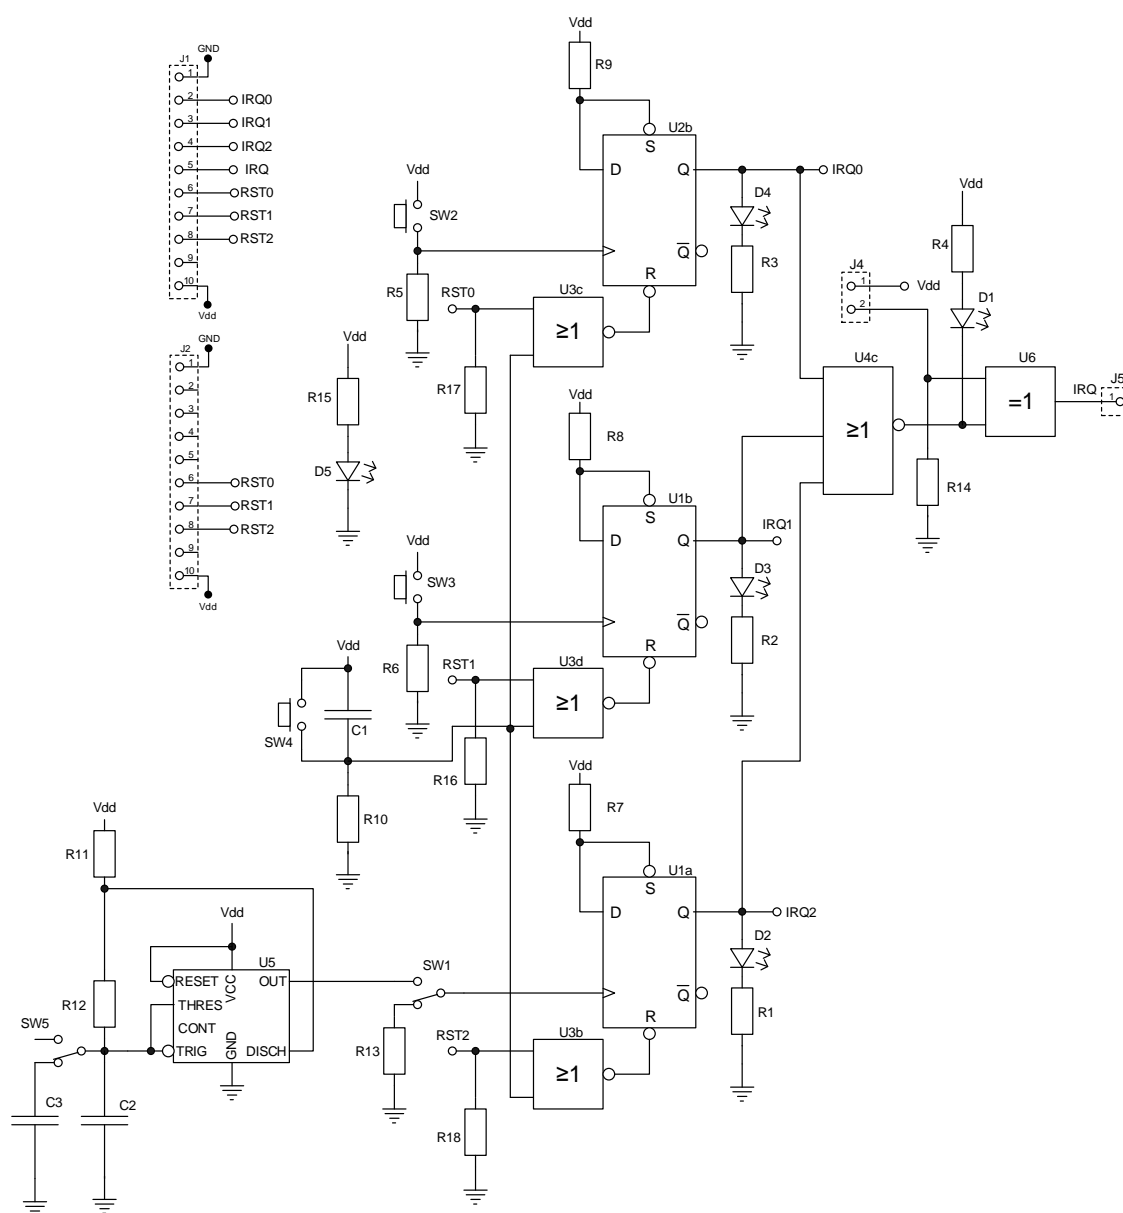 GND
J1
1
2 IRQ0
3 IRQ1
4 IRQ2
5 IRQ
6 RST0
7 RST1
8 RST2
9
10
Vdd
GND
J2
1
2
3
4
5
6 RST0
7 RST1
8 RST2
9
10
Vdd
Vdd
R15
D5
Vdd
R9
U2b
S
D
Q
Q
R
Vdd
SW2
R5
RST0
U3c
≥1
R17
IRQ0
D4
R3
Vdd
R8
U1b
S
D
Q
Q
R
Vdd
SW3
R6
RST1
U3d
≥1
R16
IRQ1
D3
R2
Vdd
SW4
C1
R10
Vdd
R7
U1a
S
D
Q
Q
R
IRQ2
D2
R1
SW1
R13
RST2
U3b
≥1
R18
Vdd
R11
R12
SW5
C3
C2
Vdd
U5
RESET
VCC
OUT
THRES
CONT
TRIG
GND
DISCH
U4c
≥1
J4
1 Vdd
2
Vdd
R4
D1
U6
=1
R14
IRQ
J5
1